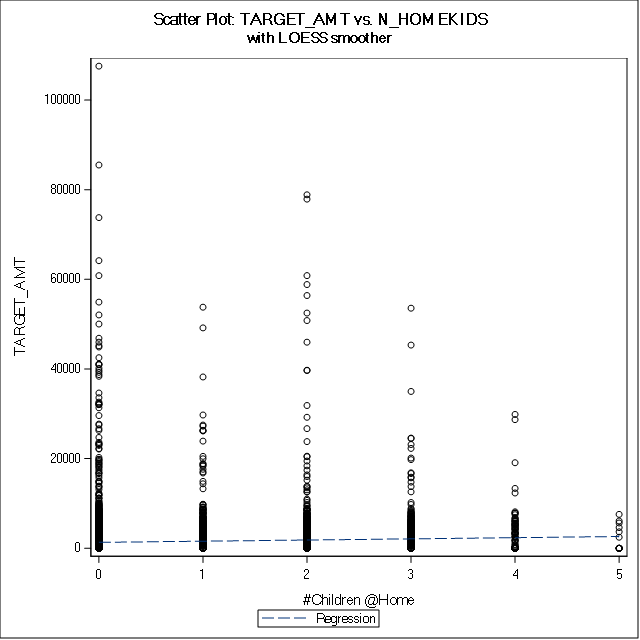 Scatter Plot: TARGET_AMT vs. N_HOMEKIDS
with LOESS smoother
TARGET_AMT
100000
80000
60000
40000
20000
0
0 1 2 3 4 5
#Children @Home
Regression